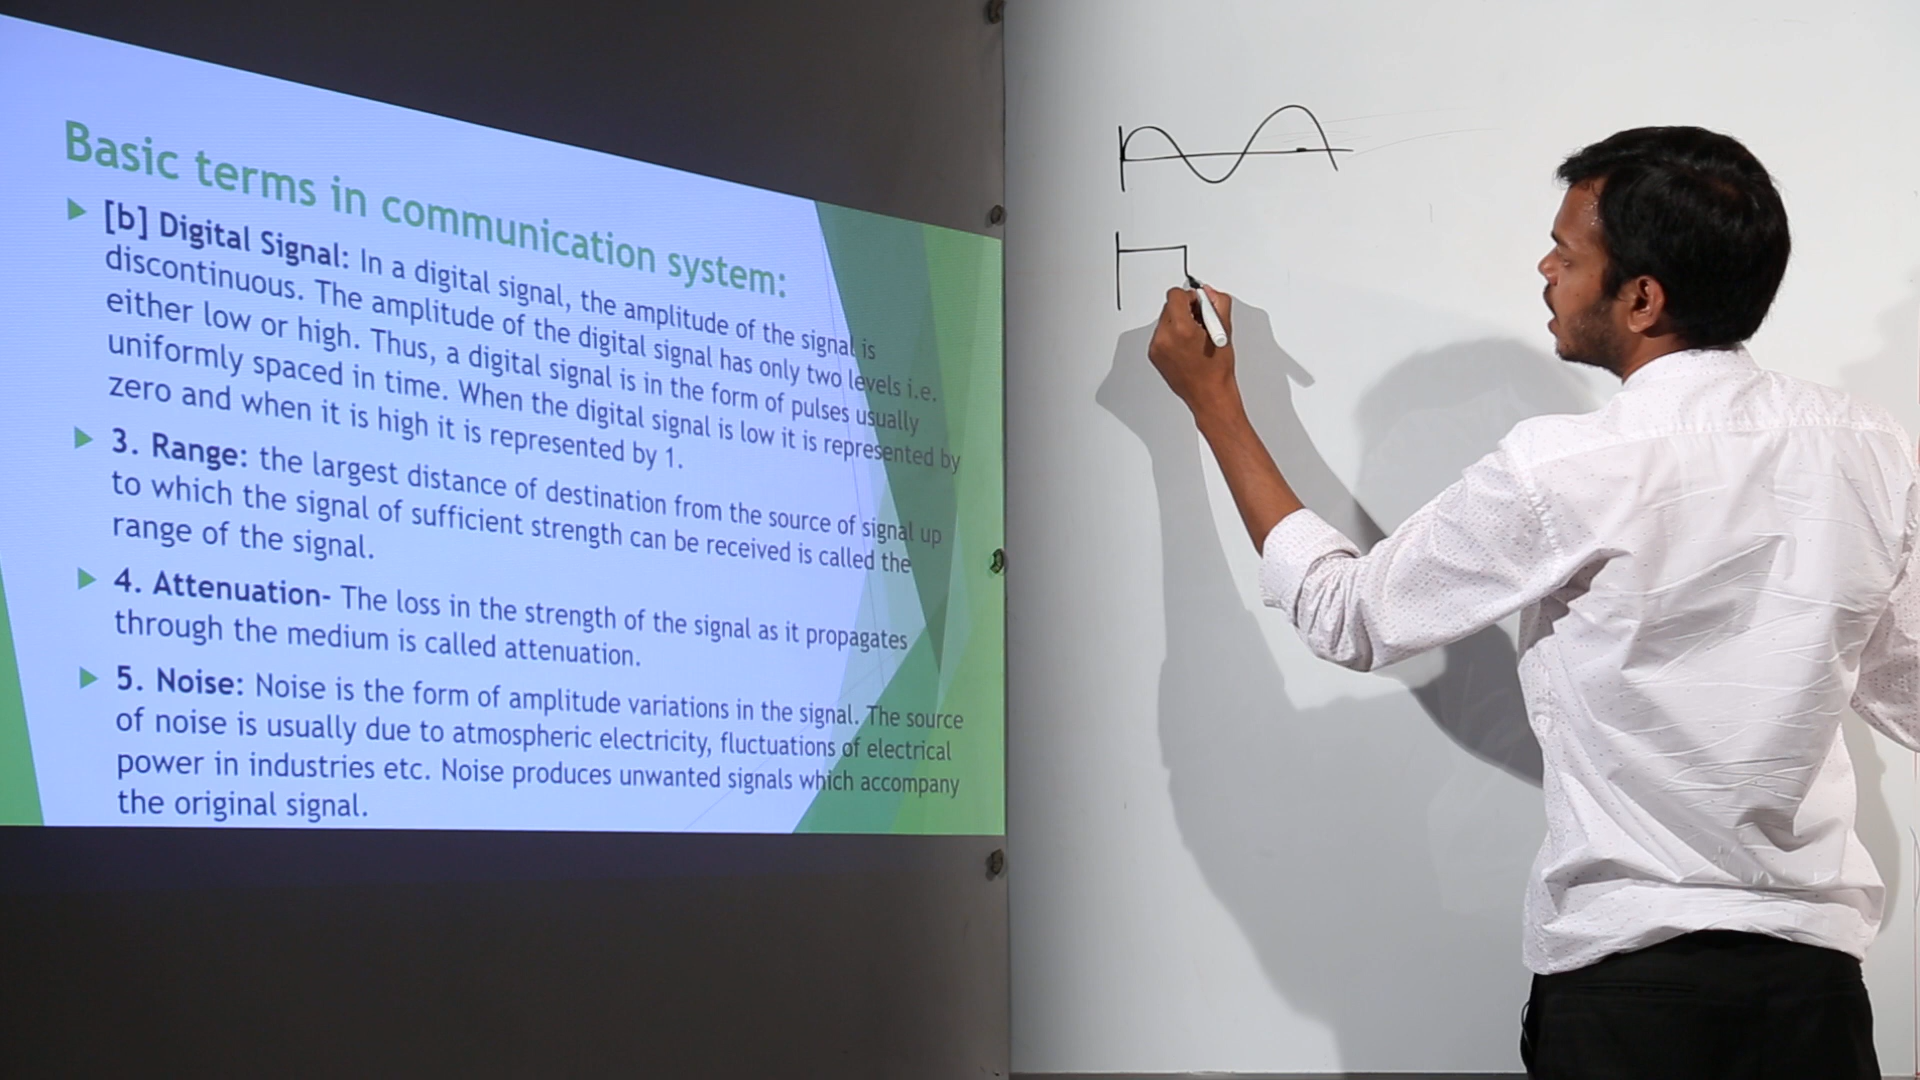 Basic terms in communication system:
[b] Digital Signal: In a digital signal, the amplitude of the signal is
discontinuous. The amplitude of the digital signal has only two levels i.e.
either low or high. Thus, a digital signal is in the form of pulses usually
uniformly spaced in time. When the digital signal is low it is represented by
zero and when it is high it is represented by 1.
3. Range: the largest distance of destination from the source of signal up
to which the signal of sufficient strength can be received is called the
range of the signal.
4. Attenuation- The loss in the strength of the signal as it propagates
through the medium is called attenuation.
5. Noise: Noise is the form of amplitude variations in the signal. The source
of noise is usually due to atmospheric electricity, fluctuations of electrical
power in industries etc. Noise produces unwanted signals which accompany
the original signal.